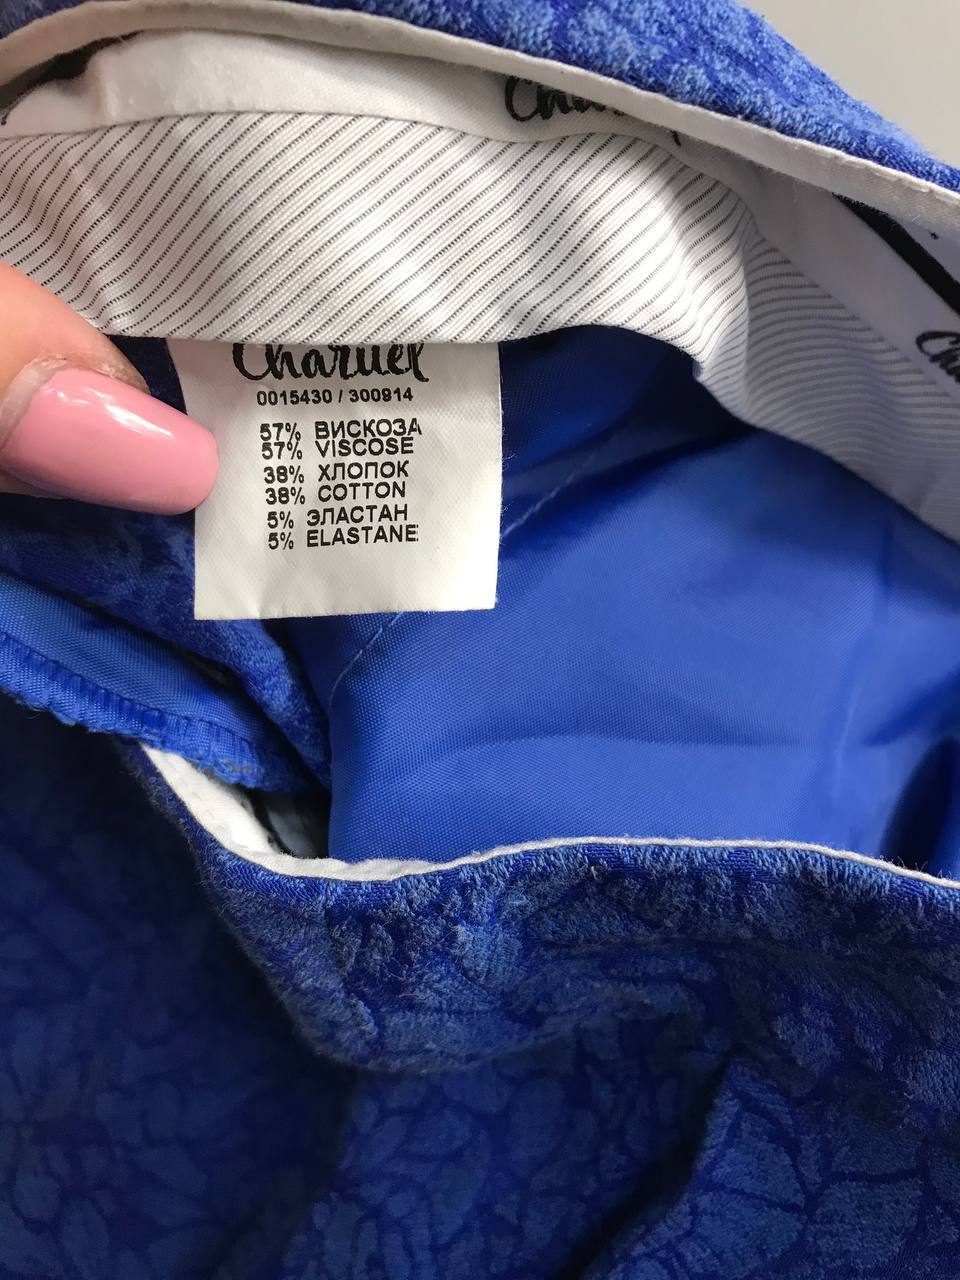 Charuel
0015430 / 300914
57% ВИСКОЗА
57% VISCOSE
38% ХЛОПОК
38% COTTON
5% ЭЛАСТАН
5% ELASTANE